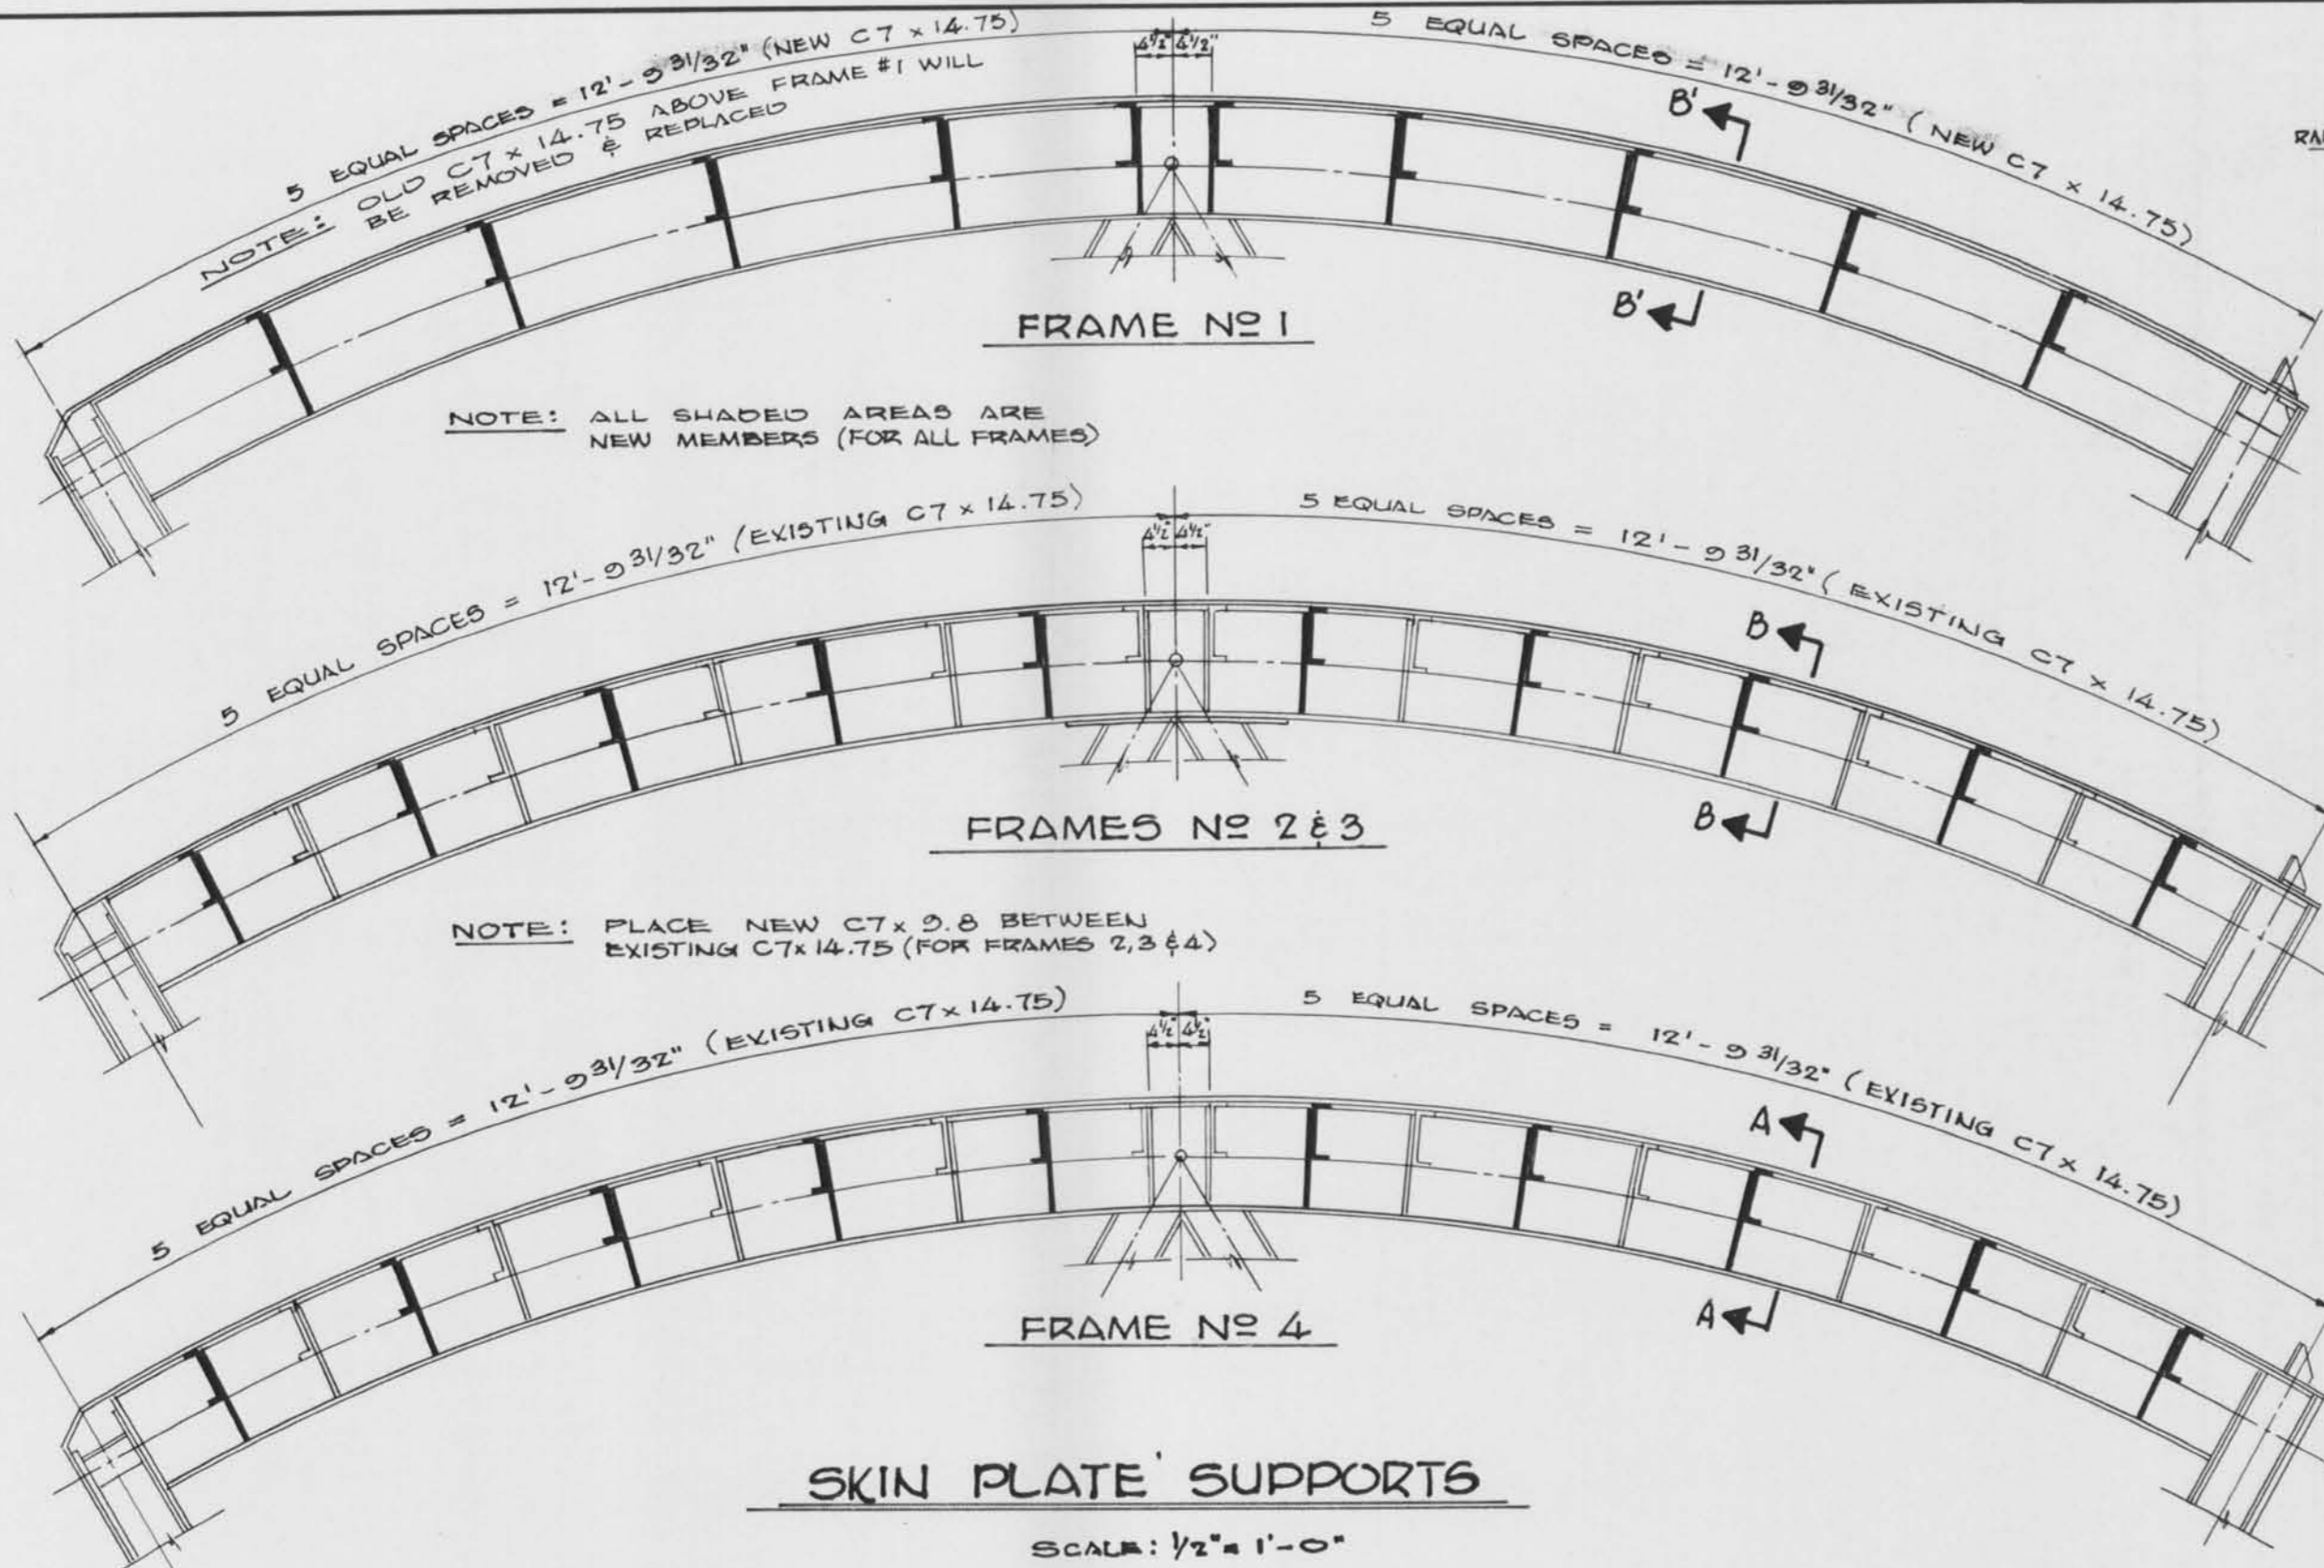 5 EQUAL SPACES = 12'- 9 31/32" (NEW C7 x 14.75)
NOTE: OLD C7 x 14.75 ABOVE FRAME #1 WILL
BE REMOVED & REPLACED
4½" 4½"
5 EQUAL SPACES = 12'- 9 31/32" (NEW C7 x 14.75)
B'
B'
FRAME Nº 1
NOTE: ALL SHADED AREAS ARE
NEW MEMBERS (FOR ALL FRAMES)
5 EQUAL SPACES = 12'- 9 31/32" (EXISTING C7 x 14.75)
4½" 4½"
5 EQUAL SPACES = 12'- 9 31/32" (EXISTING C7 x 14.75)
B
B
FRAMES Nº 2 & 3
NOTE: PLACE NEW C7 x 9.8 BETWEEN
EXISTING C7 x 14.75 (FOR FRAMES 2, 3 & 4)
5 EQUAL SPACES = 12'- 9 31/32" (EXISTING C7 x 14.75)
4½" 4½"
5 EQUAL SPACES = 12'- 9 31/32" (EXISTING C7 x 14.75)
A
A
FRAME Nº 4
SKIN PLATE SUPPORTS
SCALE: 1/2" = 1'-0"